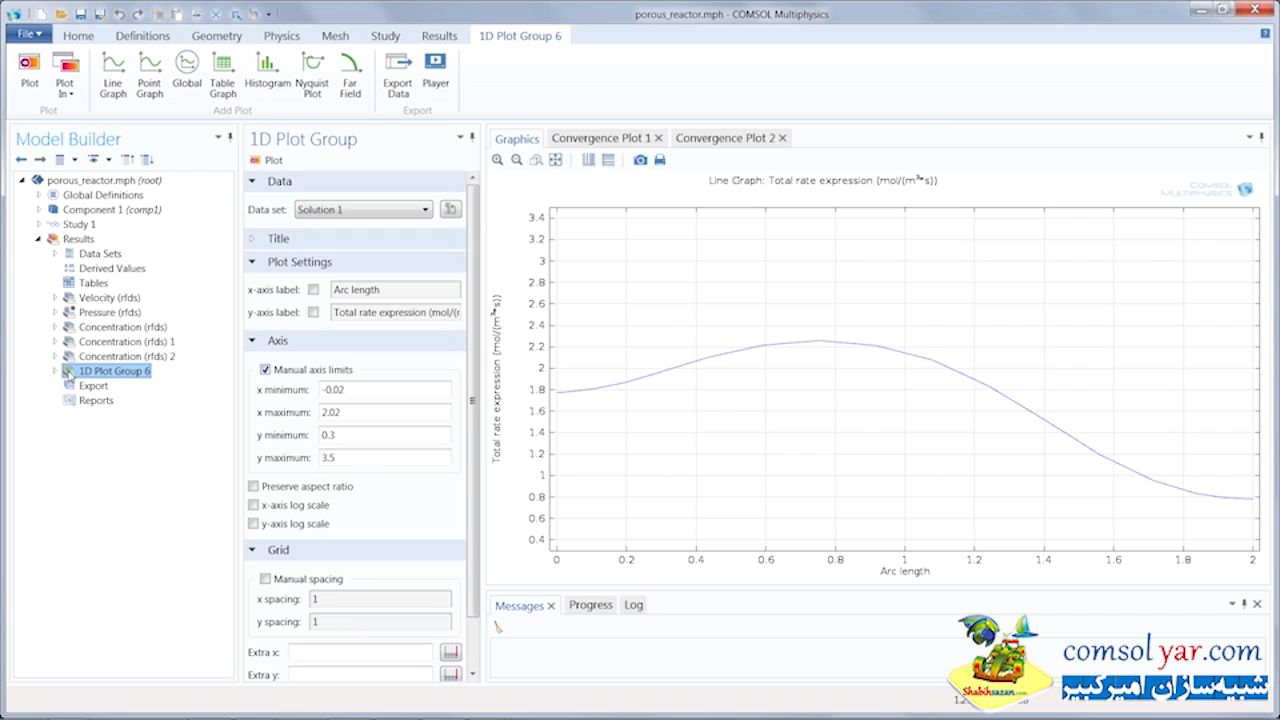 porous_reactor.mph - COMSOL Multiphysics
File Home Definitions Geometry Physics Mesh Study Results 1D Plot Group 6
Plot Plot In Line Graph Point Graph Global Table Graph Histogram Nyquist Plot Far Field Export Data Player
Plot Add Plot Export
Model Builder
porous_reactor.mph (root)
Global Definitions
Component 1 (comp1)
Study 1
Results
Data Sets
Derived Values
Tables
Velocity (rfds)
Pressure (rfds)
Concentration (rfds)
Concentration (rfds) 1
Concentration (rfds) 2
1D Plot Group 6
Export
Reports
1D Plot Group
Plot
Data
Data set: Solution 1
Title
Plot Settings
x-axis label: Arc length
y-axis label: Total rate expression (mol/(r
Axis
Manual axis limits
x minimum: -0.02
x maximum: 2.02
y minimum: 0.3
y maximum: 3.5
Preserve aspect ratio
x-axis log scale
y-axis log scale
Grid
Manual spacing
x spacing: 1
y spacing: 1
Extra x:
Extra y:
Graphics Convergence Plot 1 Convergence Plot 2
Line Graph: Total rate expression (mol/(m³*s))
COMSOL
MULTIPHYSICS
Total rate expression (mol/(m³*s))
3.4
3.2
3
2.8
2.6
2.4
2.2
2
1.8
1.6
1.4
1.2
1
0.8
0.6
0.4
0 0.2 0.4 0.6 0.8 1 1.2 1.4 1.6 1.8 2
Arc length
Messages Progress Log
Shabihsazan.com
comsolyar.com
شبیه‌سازان امیرکبیر